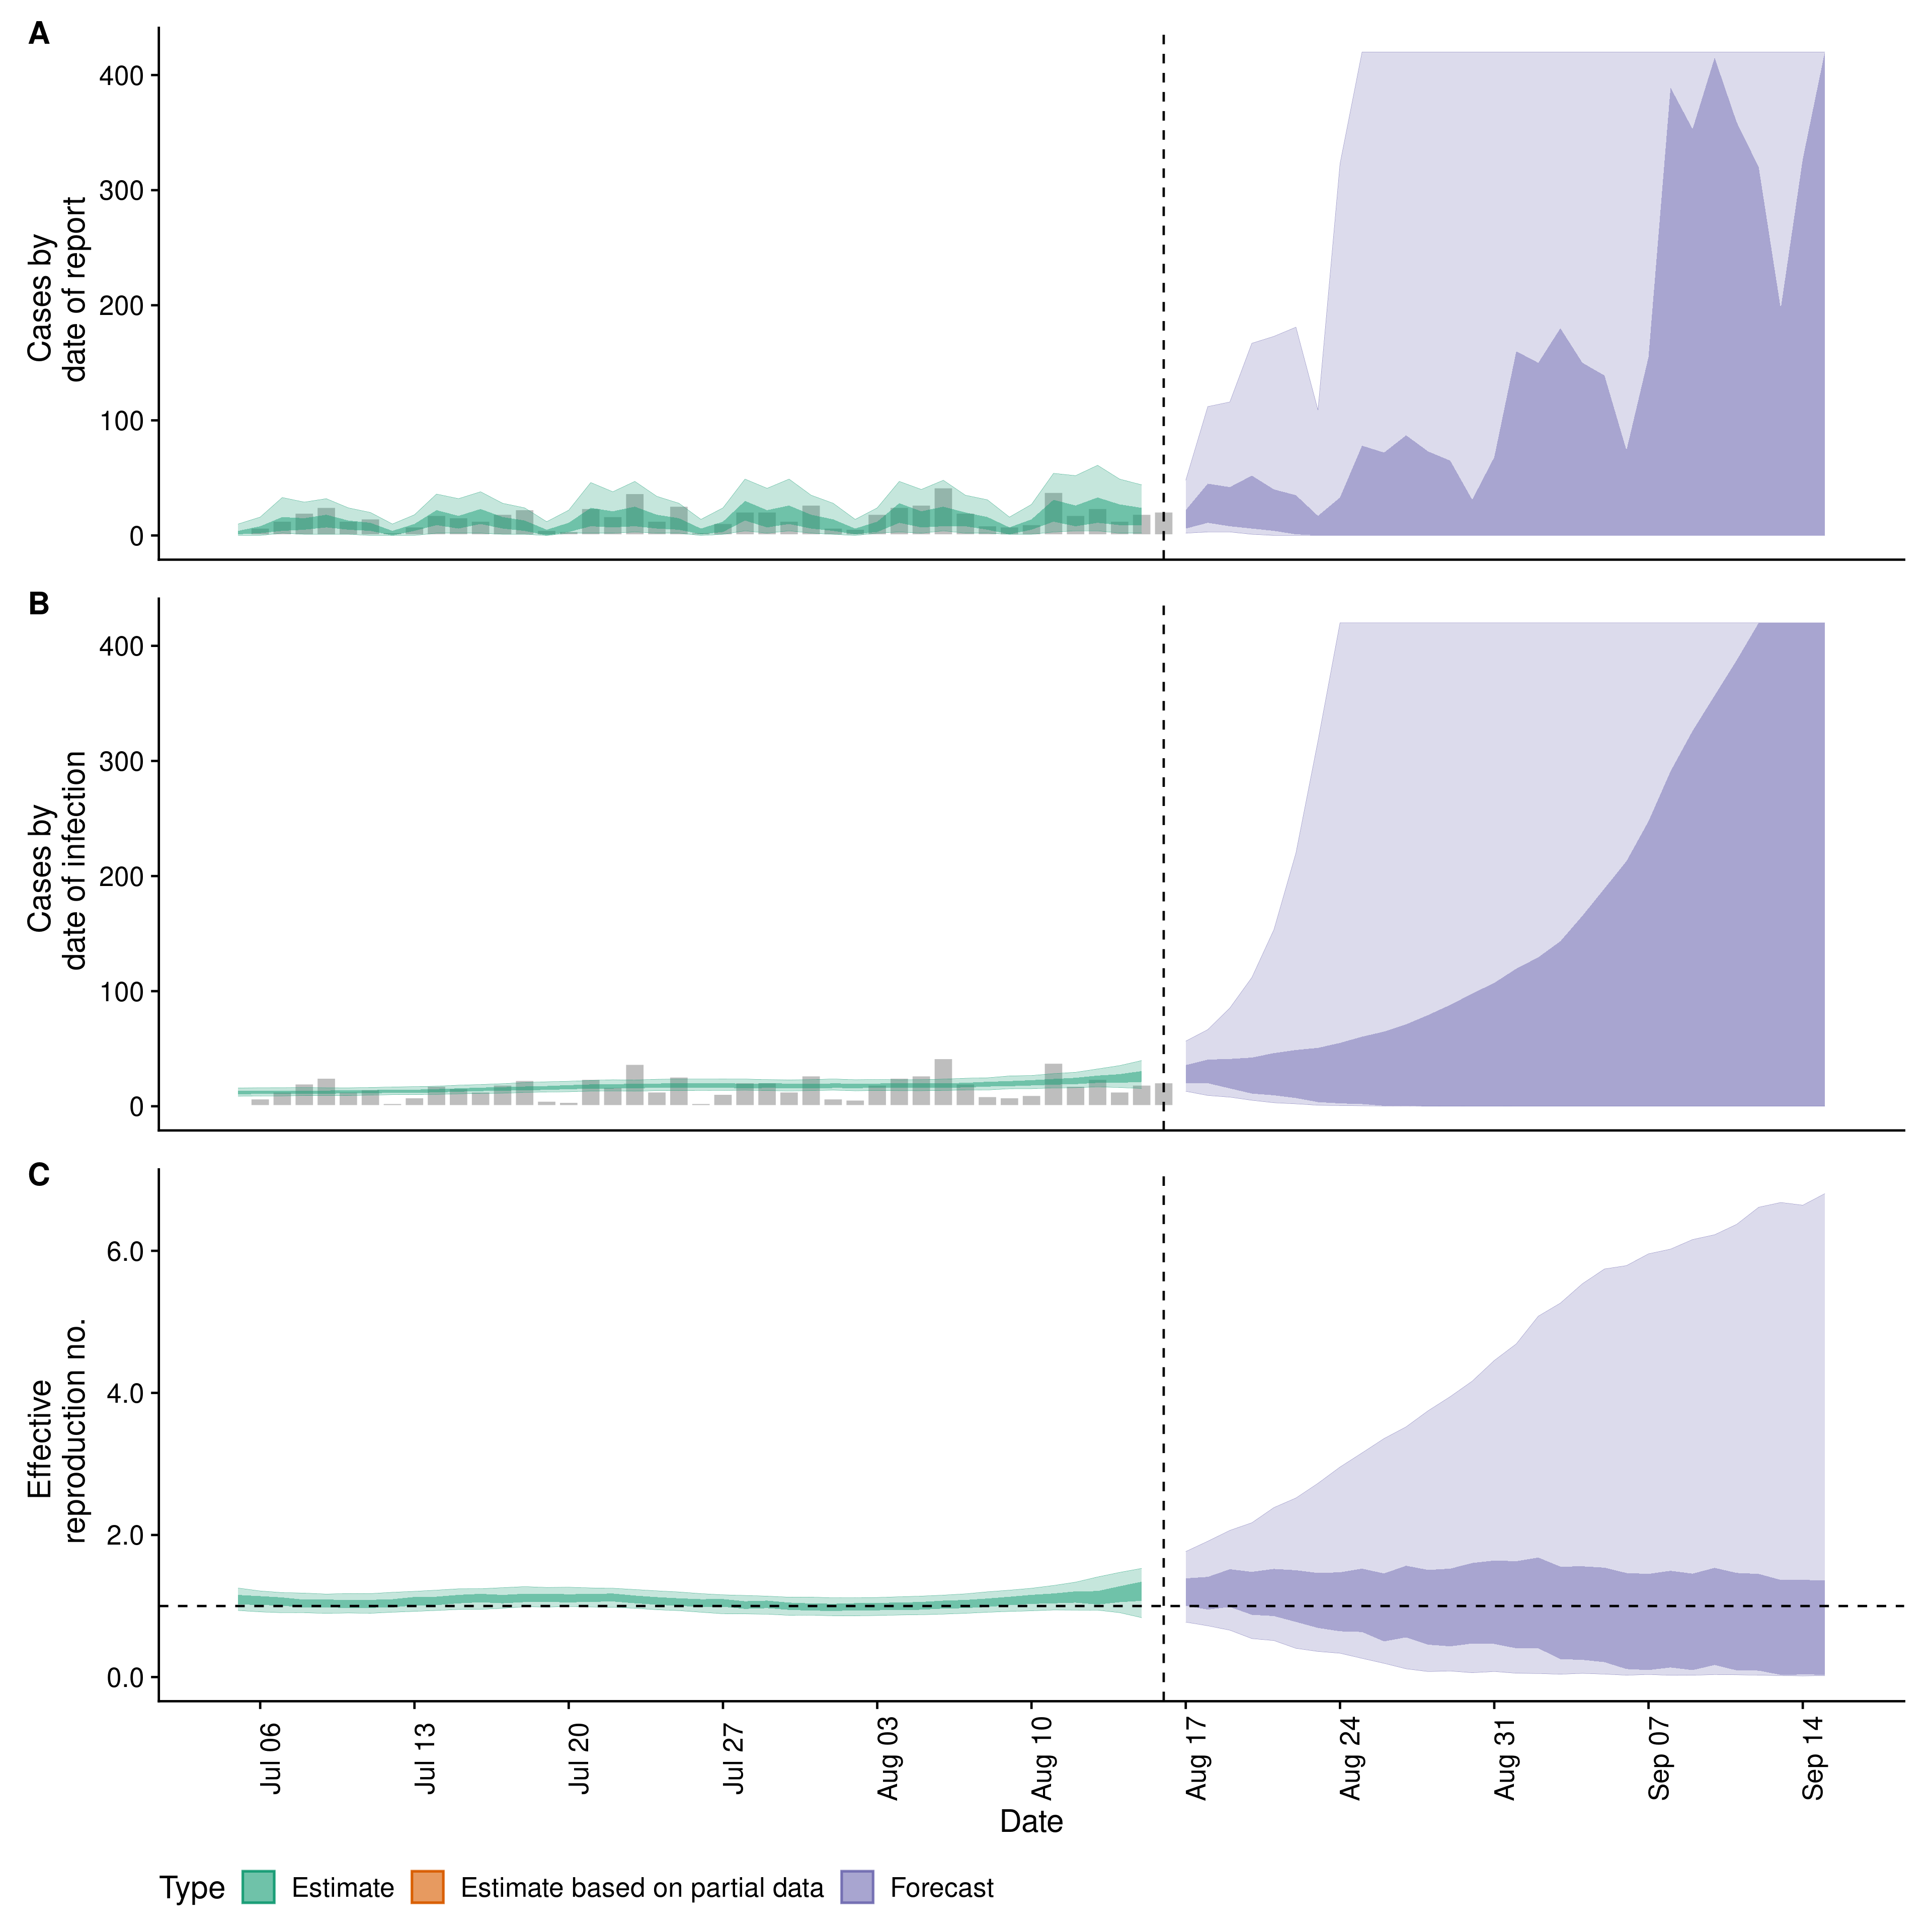 A
Cases by
date of report
400
300
200
100
0
B
Cases by
date of infection
400
300
200
100
0
C
Effective
reproduction no.
6.0
4.0
2.0
0.0
Jul 06
Jul 13
Jul 20
Jul 27
Aug 03
Aug 10
Aug 17
Aug 24
Aug 31
Sep 07
Sep 14
Date
Type Estimate Estimate based on partial data Forecast